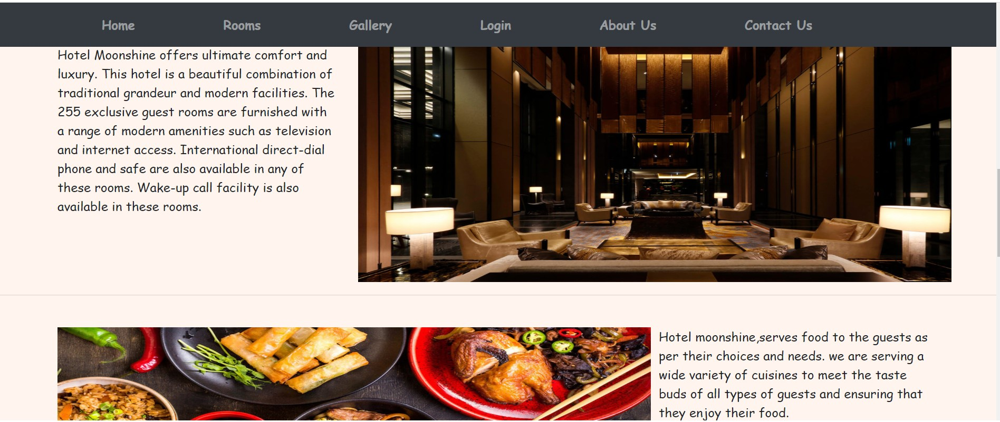 Home Rooms Gallery Login About Us Contact Us
Hotel Moonshine offers ultimate comfort and
luxury. This hotel is a beautiful combination of
traditional grandeur and modern facilities. The
255 exclusive guest rooms are furnished with
a range of modern amenities such as television
and internet access. International direct-dial
phone and safe are also available in any of
these rooms. Wake-up call facility is also
available in these rooms.
Hotel moonshine,serves food to the guests as
per their choices and needs. we are serving a
wide variety of cuisines to meet the taste
buds of all types of guests and ensuring that
they enjoy their food.